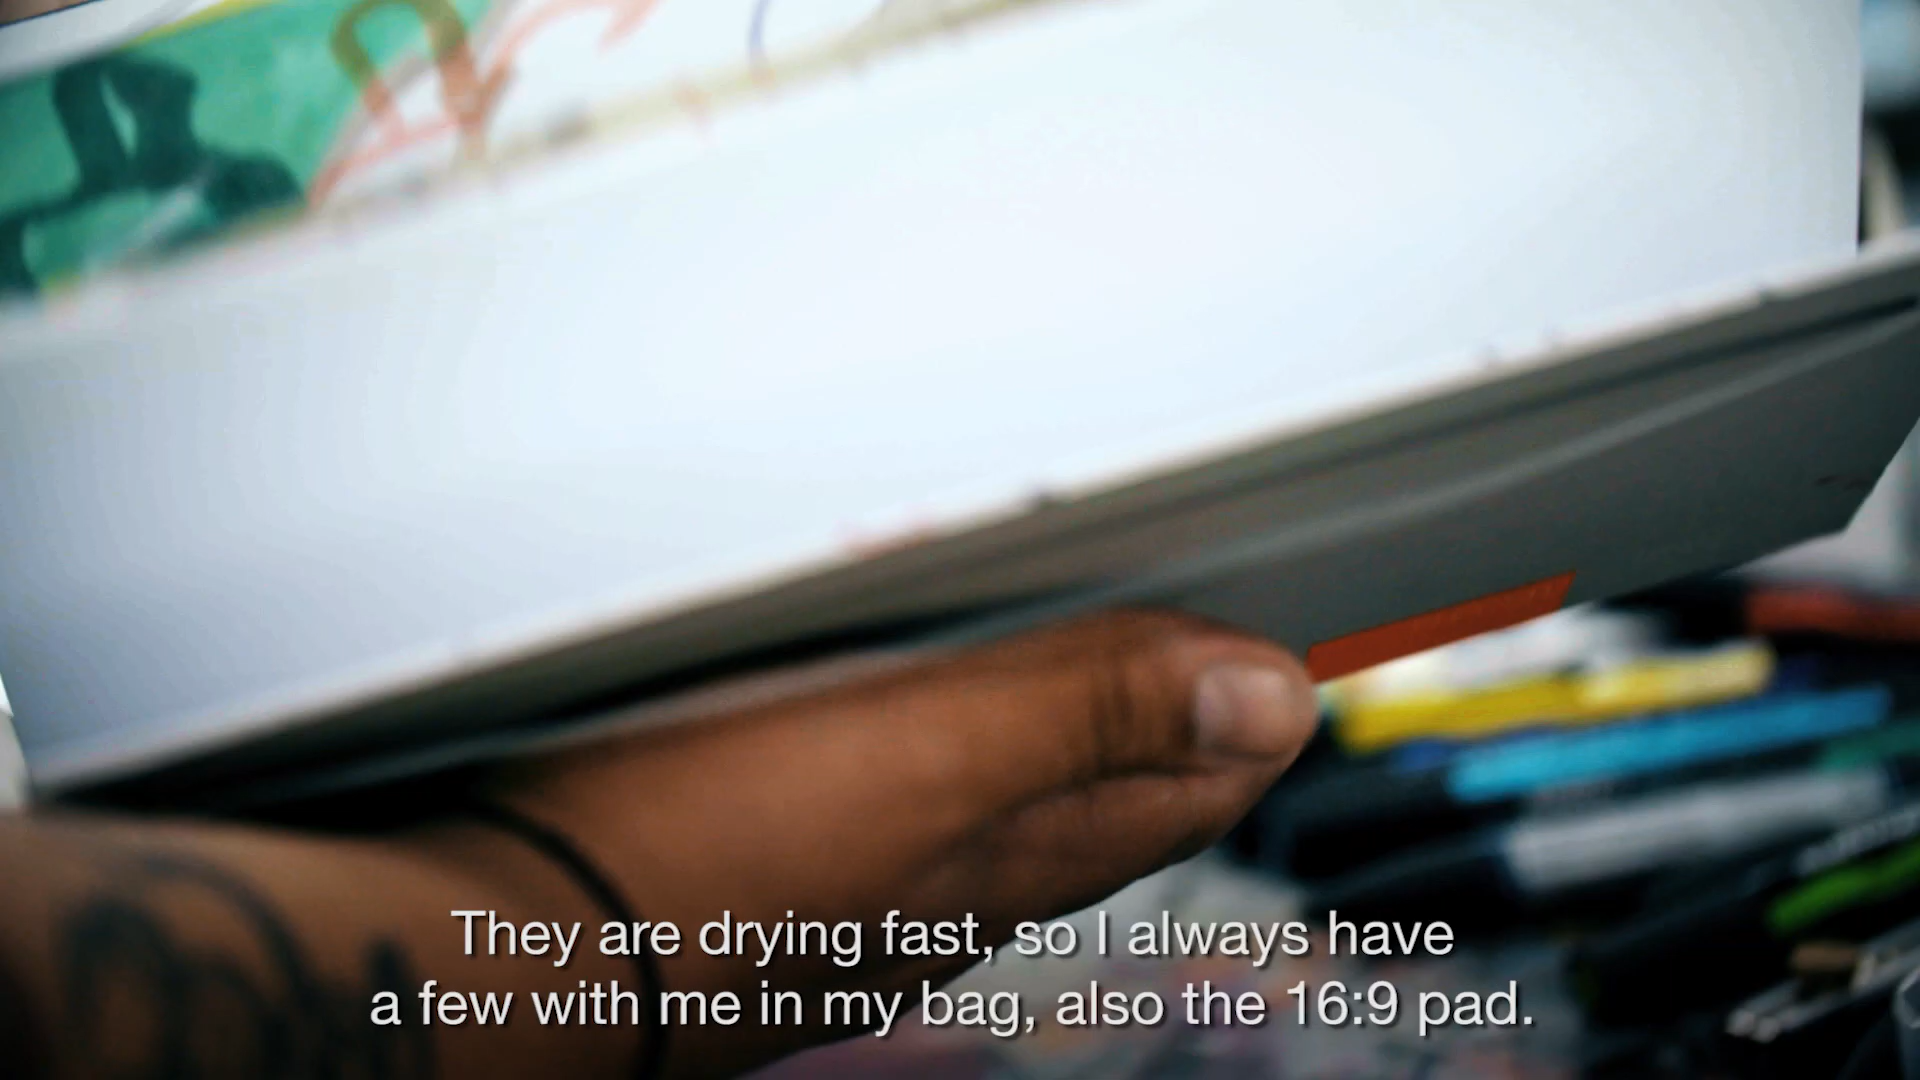 They are drying fast, so I always have
a few with me in my bag, also the 16:9 pad.